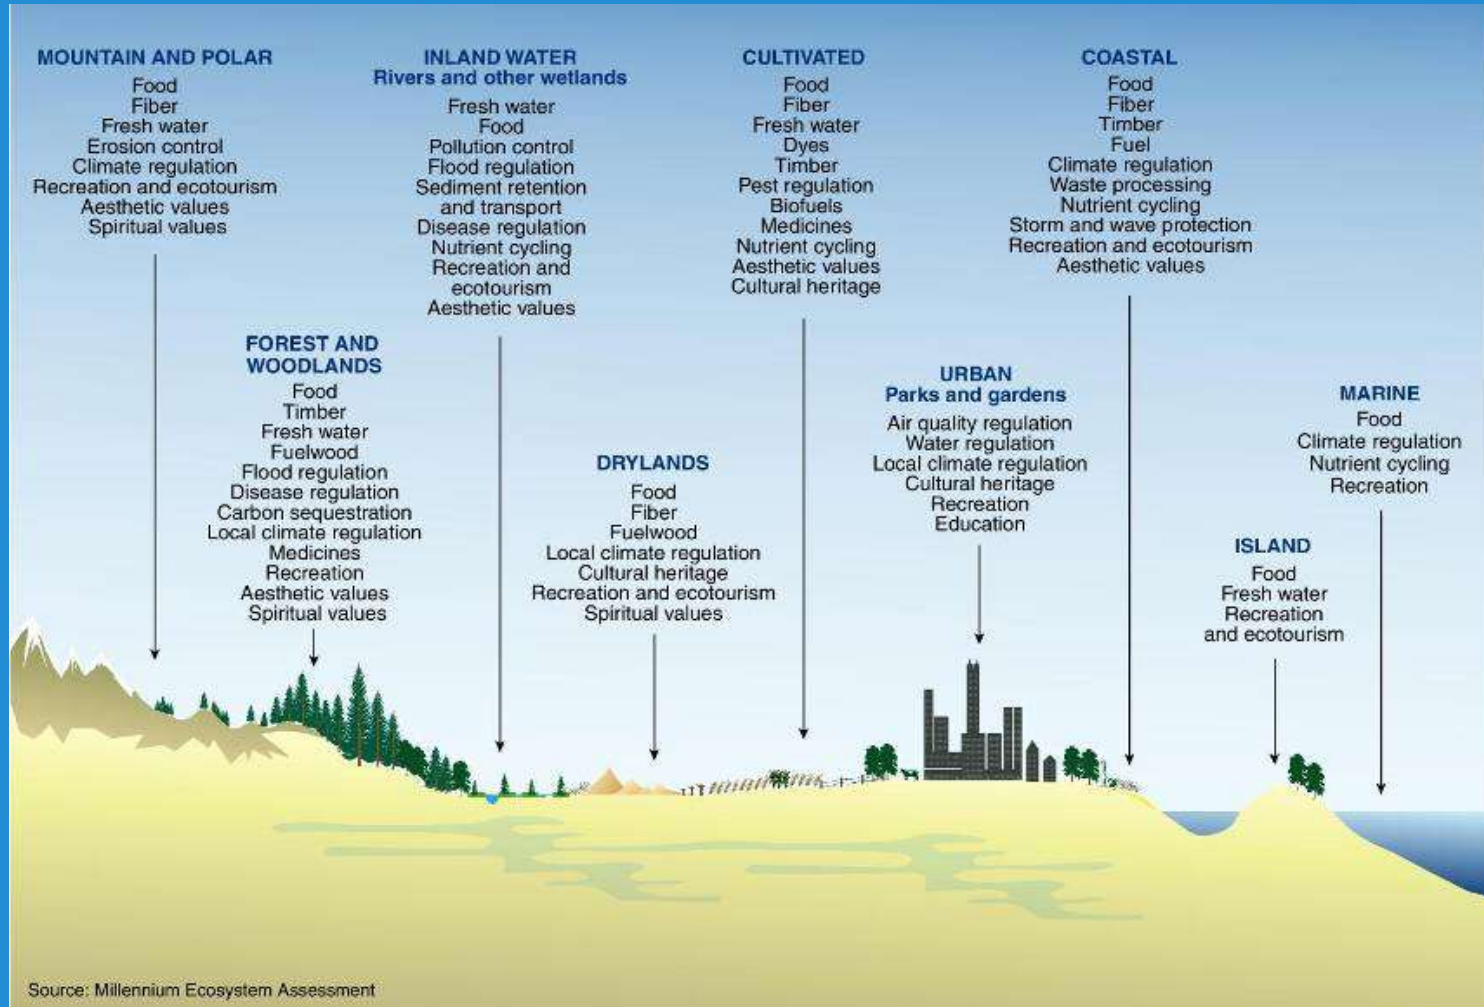 MOUNTAIN AND POLAR
Food
Fiber
Fresh water
Erosion control
Climate regulation
Recreation and ecotourism
Aesthetic values
Spiritual values
INLAND WATER
Rivers and other wetlands
Fresh water
Food
Pollution control
Flood regulation
Sediment retention
and transport
Disease regulation
Nutrient cycling
Recreation and
ecotourism
Aesthetic values
CULTIVATED
Food
Fiber
Fresh water
Dyes
Timber
Pest regulation
Biofuels
Medicines
Nutrient cycling
Aesthetic values
Cultural heritage
COASTAL
Food
Fiber
Timber
Fuel
Climate regulation
Waste processing
Nutrient cycling
Storm and wave protection
Recreation and ecotourism
Aesthetic values
FOREST AND
WOODLANDS
Food
Timber
Fresh water
Fuelwood
Flood regulation
Disease regulation
Carbon sequestration
Local climate regulation
Medicines
Recreation
Aesthetic values
Spiritual values
DRYLANDS
Food
Fiber
Fuelwood
Local climate regulation
Cultural heritage
Recreation and ecotourism
Spiritual values
URBAN
Parks and gardens
Air quality regulation
Water regulation
Local climate regulation
Cultural heritage
Recreation
Education
MARINE
Food
Climate regulation
Nutrient cycling
Recreation
ISLAND
Food
Fresh water
Recreation
and ecotourism
Source: Millennium Ecosystem Assessment